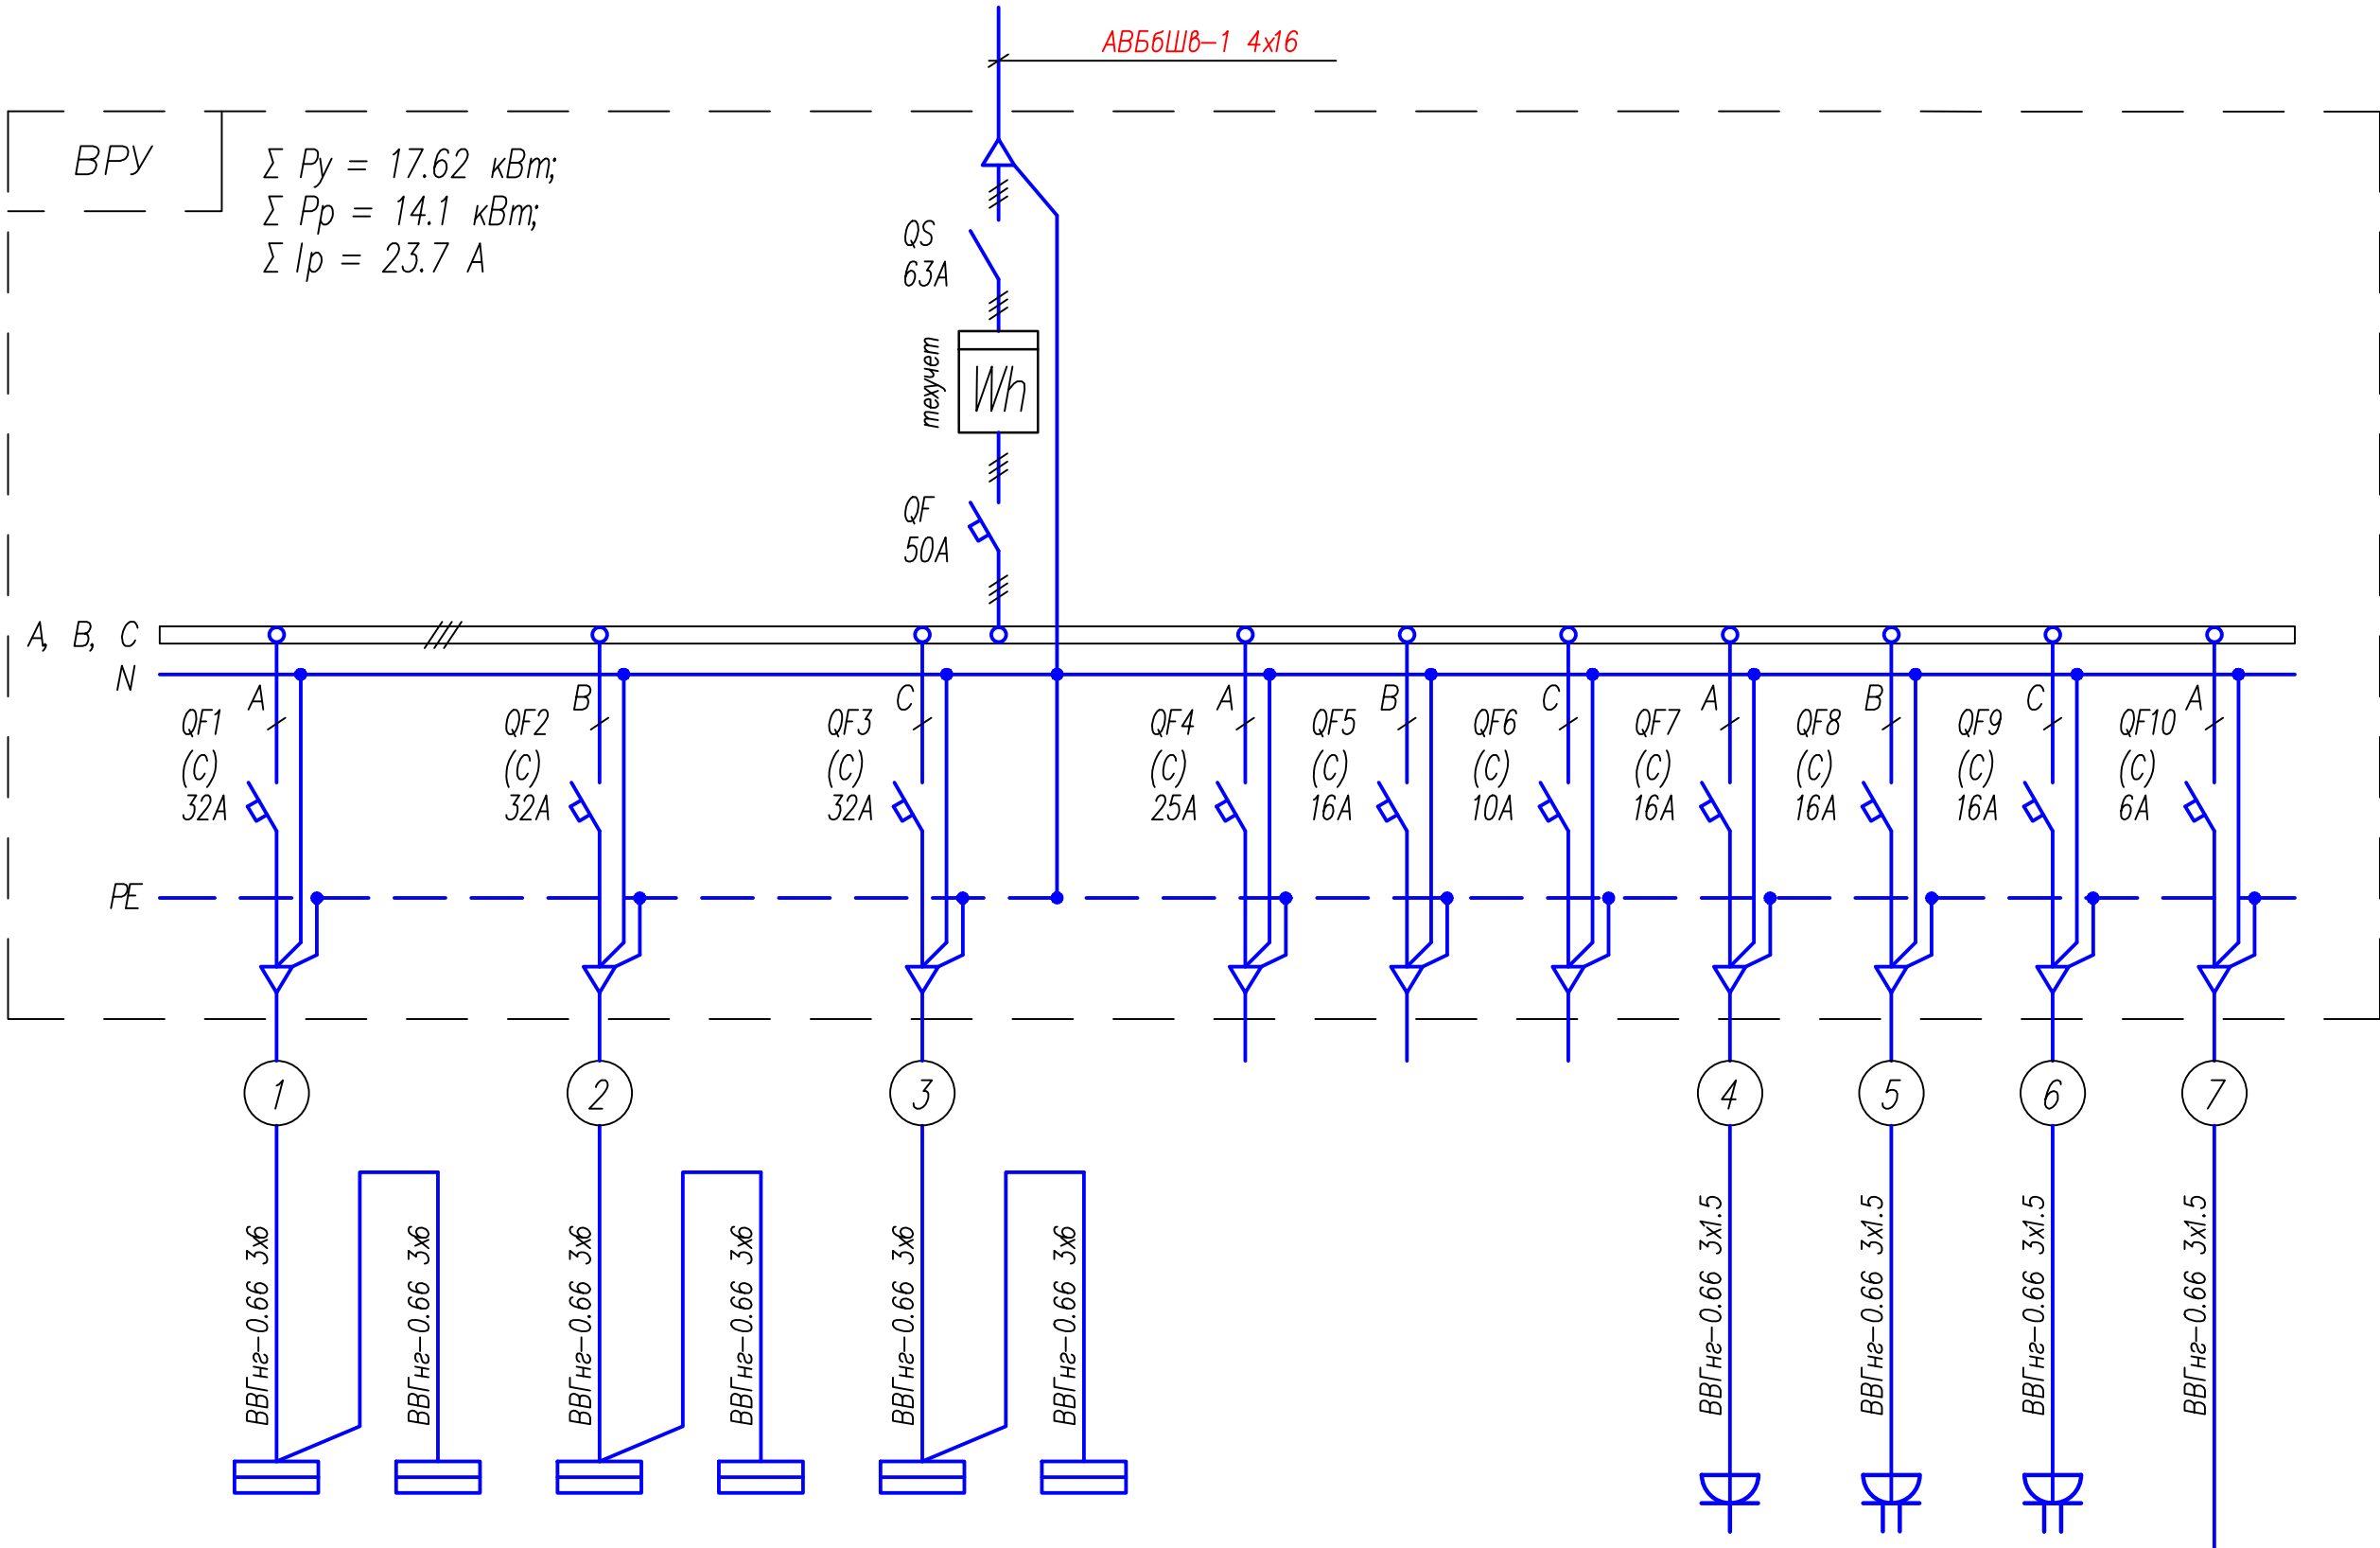 АВВбШв-1 4х16
ВРУ
Σ Ру = 17.62 кВт;
Σ Рр = 14.1 кВт;
Σ Iр = 23.7 А
QS
63А
техучет
Wh
QF
50А
А, В, С
N
А
В
С
А
В
С
А
В
С
А
QF1
(С)
32А
QF2
(С)
32А
QF3
(С)
32А
QF4
(С)
25А
QF5
(С)
16А
QF6
(С)
10А
QF7
(С)
16А
QF8
(С)
16А
QF9
(С)
16А
QF10
(С)
6А
PE
1
2
3
4
5
6
7
ВВГнг-0.66 3х6
ВВГнг-0.66 3х6
ВВГнг-0.66 3х6
ВВГнг-0.66 3х6
ВВГнг-0.66 3х6
ВВГнг-0.66 3х6
ВВГнг-0.66 3х1.5
ВВГнг-0.66 3х1.5
ВВГнг-0.66 3х1.5
ВВГнг-0.66 3х1.5